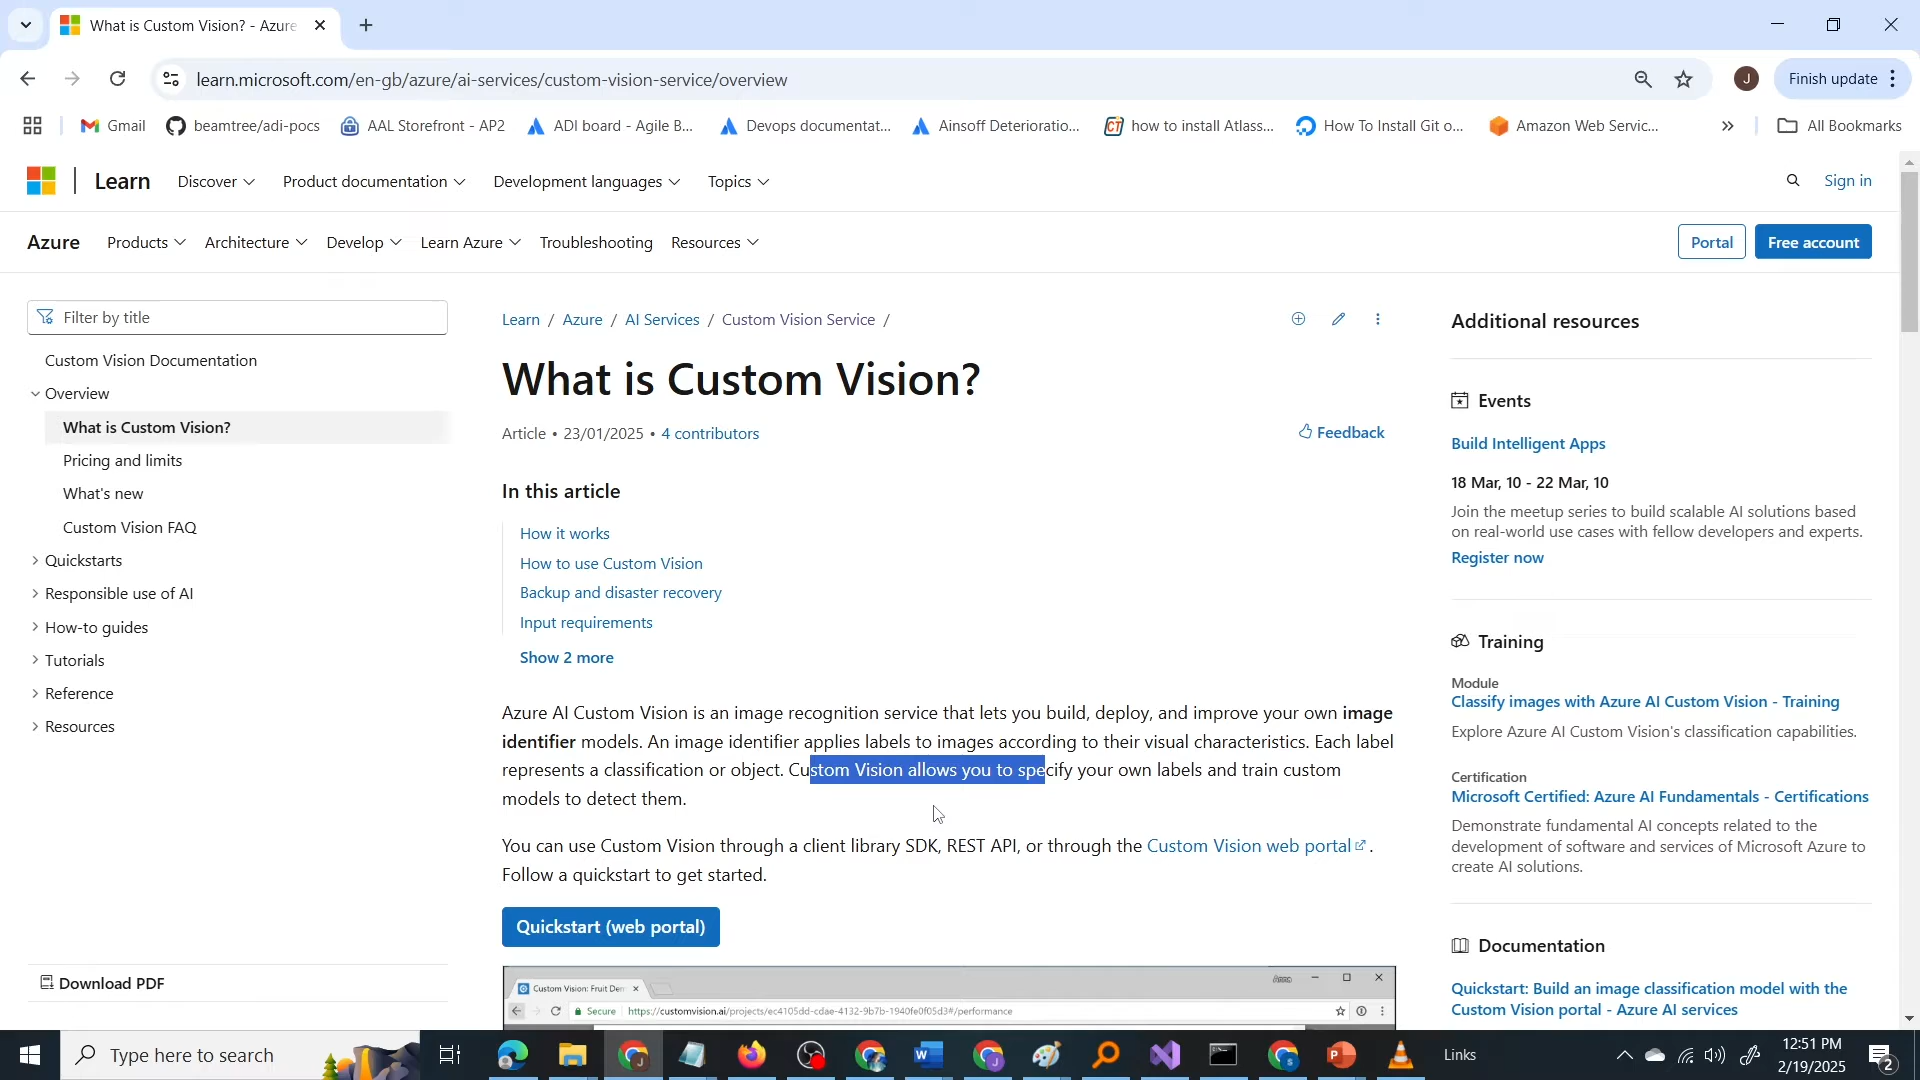 What is Custom Vision? - Azure
learn.microsoft.com/en-gb/azure/ai-services/custom-vision-service/overview
J
Finish update
Gmail
beamtree/adi-pocs
AAL Storefront - AP2
ADI board - Agile B...
Devops documentat...
Ainsoff Deterioratio...
how to install Atlass...
How To Install Git o...
Amazon Web Servic...
All Bookmarks
Learn
Discover
Product documentation
Development languages
Topics
Sign in
Azure
Products
Architecture
Develop
Learn Azure
Troubleshooting
Resources
Portal
Free account
Filter by title
Custom Vision Documentation
Overview
What is Custom Vision?
Pricing and limits
What's new
Custom Vision FAQ
Quickstarts
Responsible use of AI
How-to guides
Tutorials
Reference
Resources
Download PDF
Learn / Azure / AI Services / Custom Vision Service /
What is Custom Vision?
Article • 23/01/2025 • 4 contributors
Feedback
In this article
How it works
How to use Custom Vision
Backup and disaster recovery
Input requirements
Show 2 more
Azure AI Custom Vision is an image recognition service that lets you build, deploy, and improve your own image
identifier models. An image identifier applies labels to images according to their visual characteristics. Each label
represents a classification or object. Custom Vision allows you to specify your own labels and train custom
models to detect them.
You can use Custom Vision through a client library SDK, REST API, or through the Custom Vision web portal.
Follow a quickstart to get started.
Quickstart (web portal)
Custom Vision: Fruit Dem
Secure https://customvision.ai/projects/ec4105dd-cdae-4132-9b7b-1940fe0f05d3#/performance
Additional resources
Events
Build Intelligent Apps
18 Mar, 10 - 22 Mar, 10
Join the meetup series to build scalable AI solutions based
on real-world use cases with fellow developers and experts.
Register now
Training
Module
Classify images with Azure AI Custom Vision - Training
Explore Azure AI Custom Vision's classification capabilities.
Certification
Microsoft Certified: Azure AI Fundamentals - Certifications
Demonstrate fundamental AI concepts related to the
development of software and services of Microsoft Azure to
create AI solutions.
Documentation
Quickstart: Build an image classification model with the
Custom Vision portal - Azure AI services
Type here to search
Links
12:51 PM
2/19/2025
2